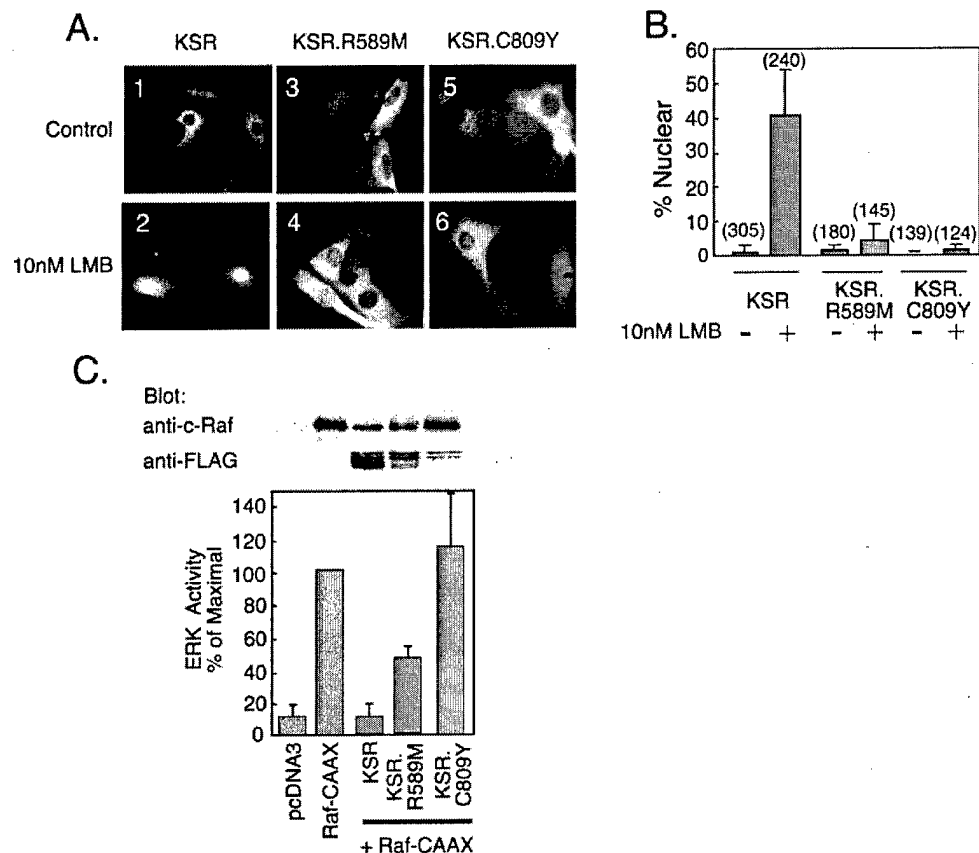 A.
KSR KSR.R589M KSR.C809Y
Control
1 3 5
10nM LMB
2 4 6
B.
% Nuclear
60
50
40
30
20
10
0
(305) (240) (180) (145) (139) (124)
KSR KSR. R589M KSR. C809Y
10nM LMB - + - + - +
C.
Blot:
anti-c-Raf
anti-FLAG
ERK Activity
% of Maximal
140
120
100
80
60
40
20
0
pcDNA3
Raf-CAAX
KSR
KSR. R589M
KSR. C809Y
+ Raf-CAAX